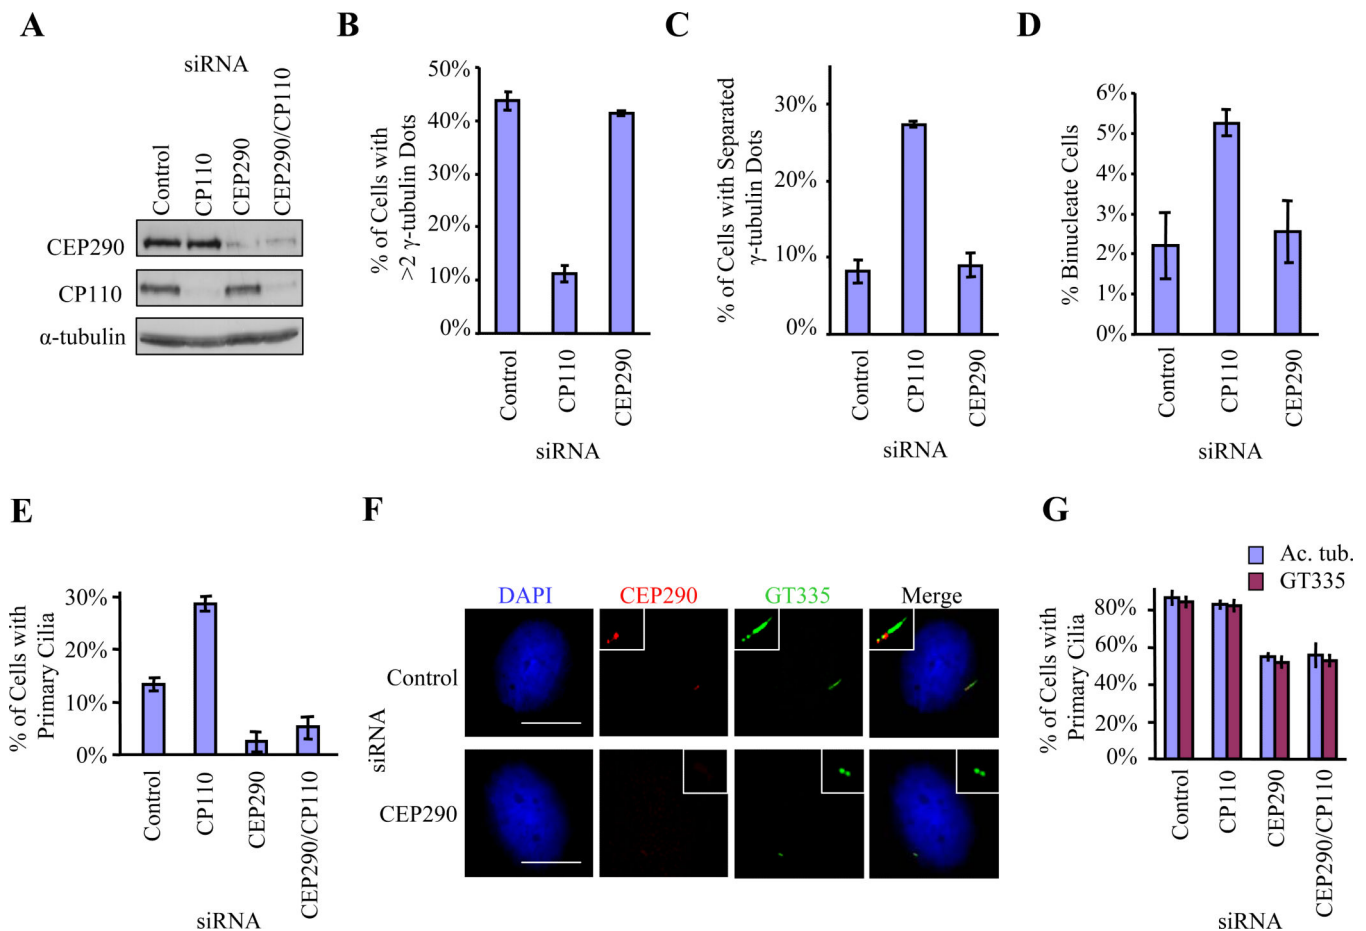 A
siRNA
Control
CP110
CEP290
CEP290/CP110
CEP290
CP110
α-tubulin
B
% of Cells with
>2 γ-tubulin Dots
50%
40%
30%
20%
10%
0%
Control
CP110
CEP290
siRNA
C
% of Cells with Separated
γ-tubulin Dots
30%
20%
10%
0%
Control
CP110
CEP290
siRNA
D
% Binucleate Cells
6%
5%
4%
3%
2%
1%
0%
Control
CP110
CEP290
siRNA
E
% of Cells with
Primary Cilia
30%
20%
10%
0%
Control
CP110
CEP290
CEP290/CP110
siRNA
F
DAPI
CEP290
GT335
Merge
siRNA
Control
CEP290
G
Ac. tub.
GT335
% of Cells with
Primary Cilia
80%
60%
40%
20%
0%
Control
CP110
CEP290
CEP290/CP110
siRNA